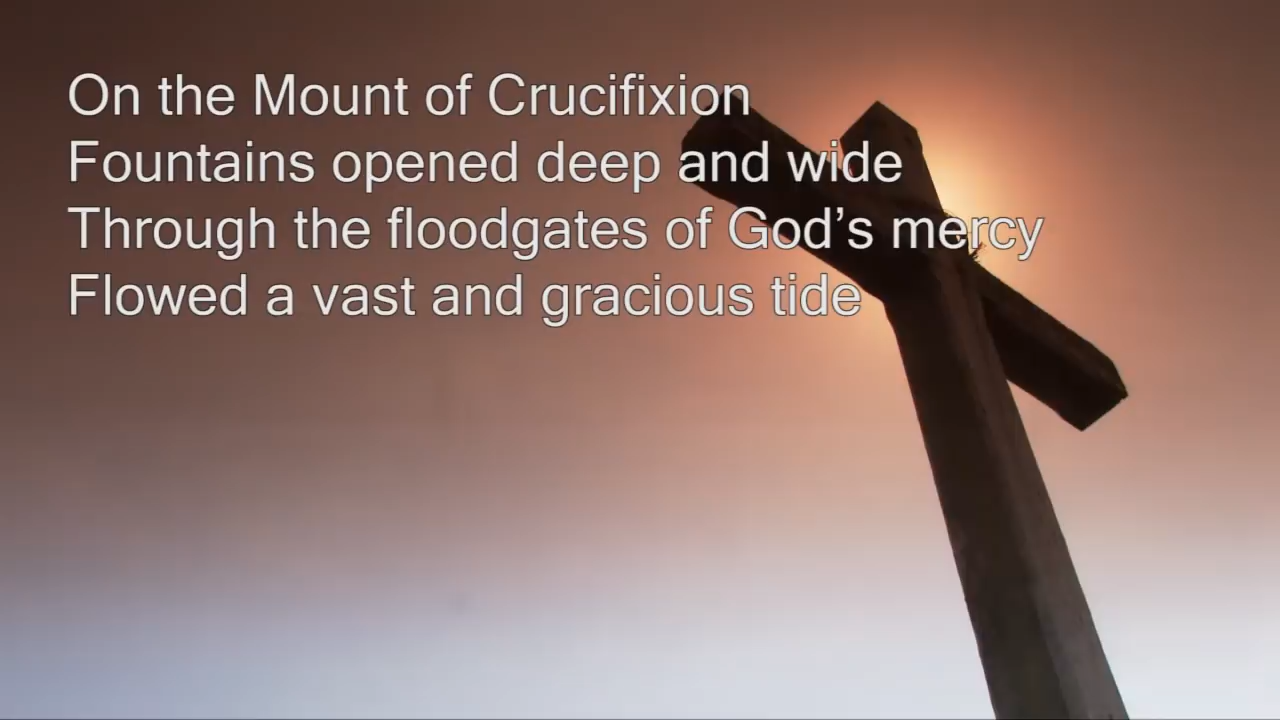 On the Mount of Crucifixion
Fountains opened deep and wide
Through the floodgates of God’s mercy
Flowed a vast and gracious tide